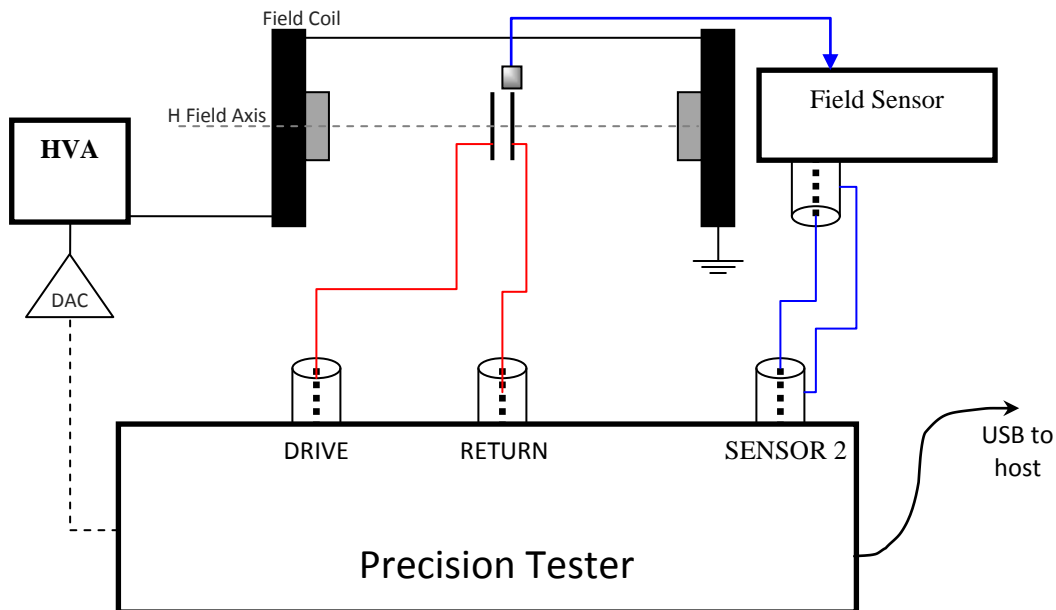 Field Coil
H Field Axis
Field Sensor
HVA
DAC
DRIVE
RETURN
SENSOR 2
USB to
host
Precision Tester